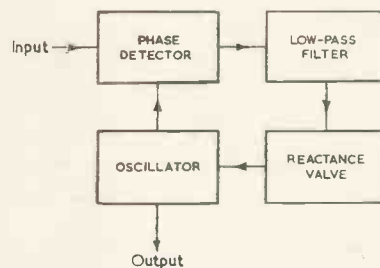 Input
PHASE
DETECTOR
LOW-PASS
FILTER
OSCILLATOR
REACTANCE
VALVE
Output